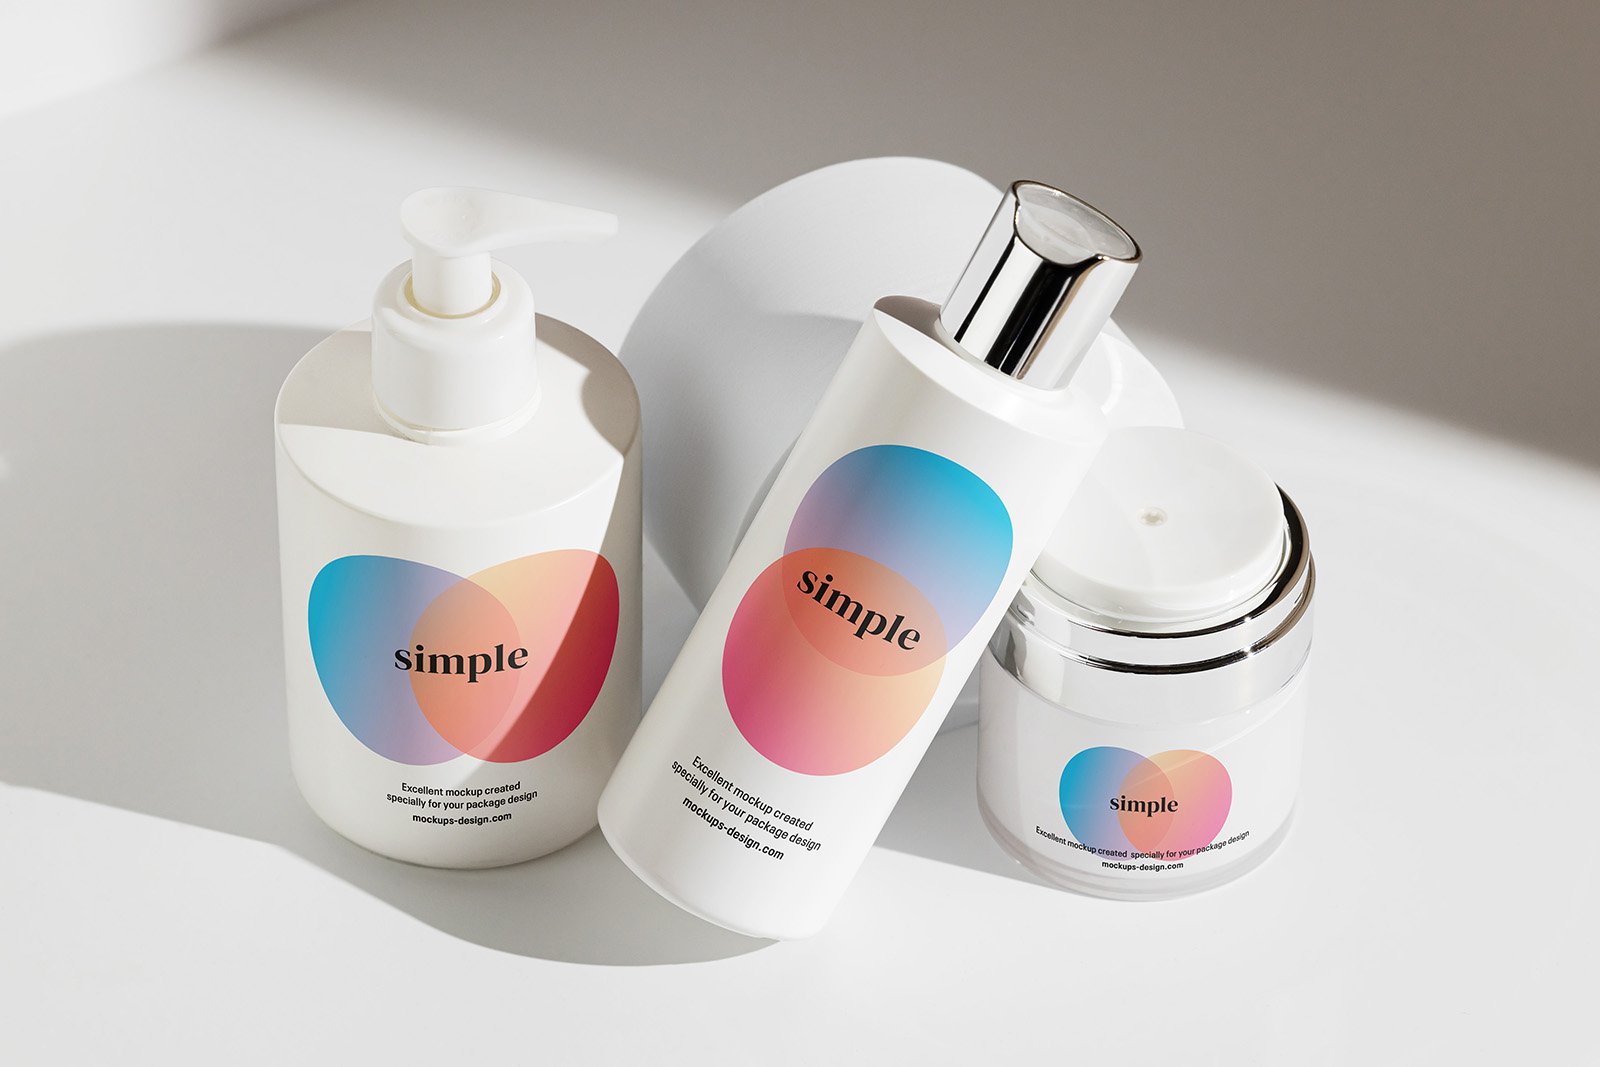 simple
Excellent mockup created
specially for your package design
mockups-design.com
simple
Excellent mockup created
specially for your package design
mockups-design.com
simple
Excellent mockup created specially for your package design
mockups-design.com